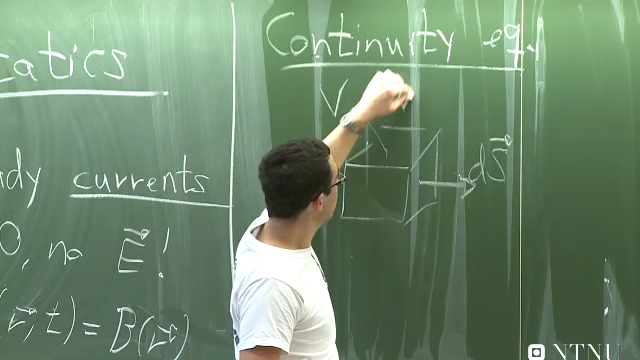 atics
dy currents
0, no E⃗!
(r⃗, t) = B(r⃗)
Continuity eq.
V
dS⃗
NTNU